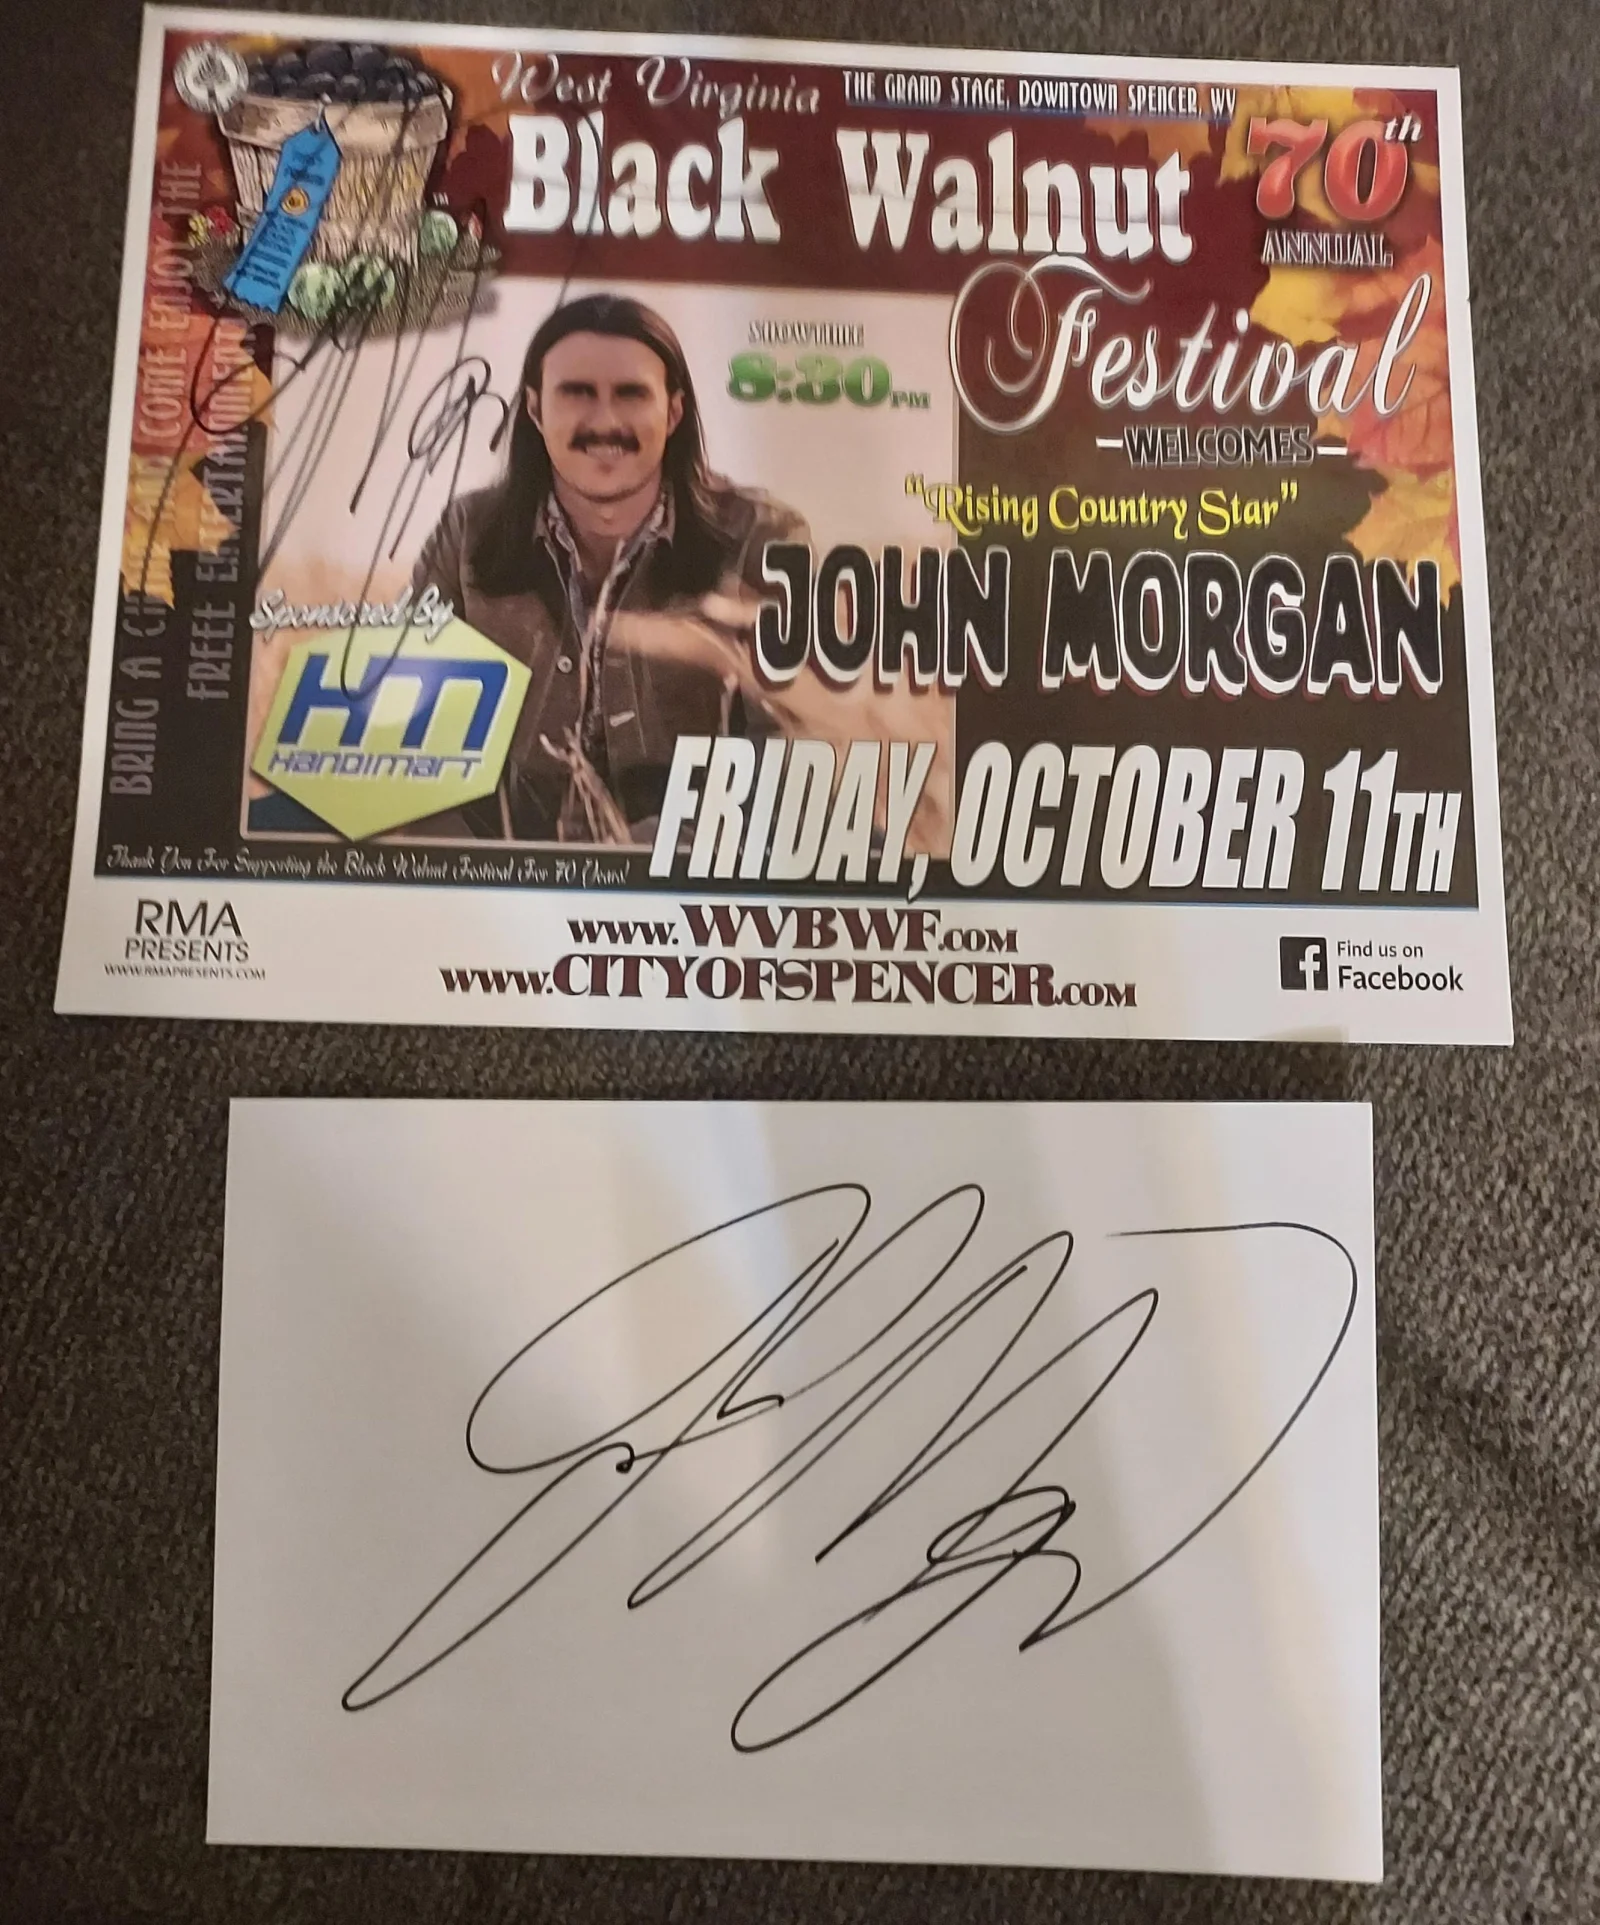 West Virginia
THE GRAND STAGE, DOWNTOWN SPENCER, WV
Black Walnut
70th
ANNUAL
Festival
SHOWTIME
8:30PM
-WELCOMES-
"Rising Country Star"
JOHN MORGAN
FRIDAY, OCTOBER 11TH
BRING A CHAIR AND COME ENJOY THE
FREEE ENTERTAINMENT
Sponsored By
Hm
HANDIMART
Thank You For Supporting the Black Walnut Festival For 70 Years!
RMA
PRESENTS
WWW.RMAPRESENTS.COM
www.WVBWF.COM
www.CITYOFSPENCER.COM
f
Find us on
Facebook